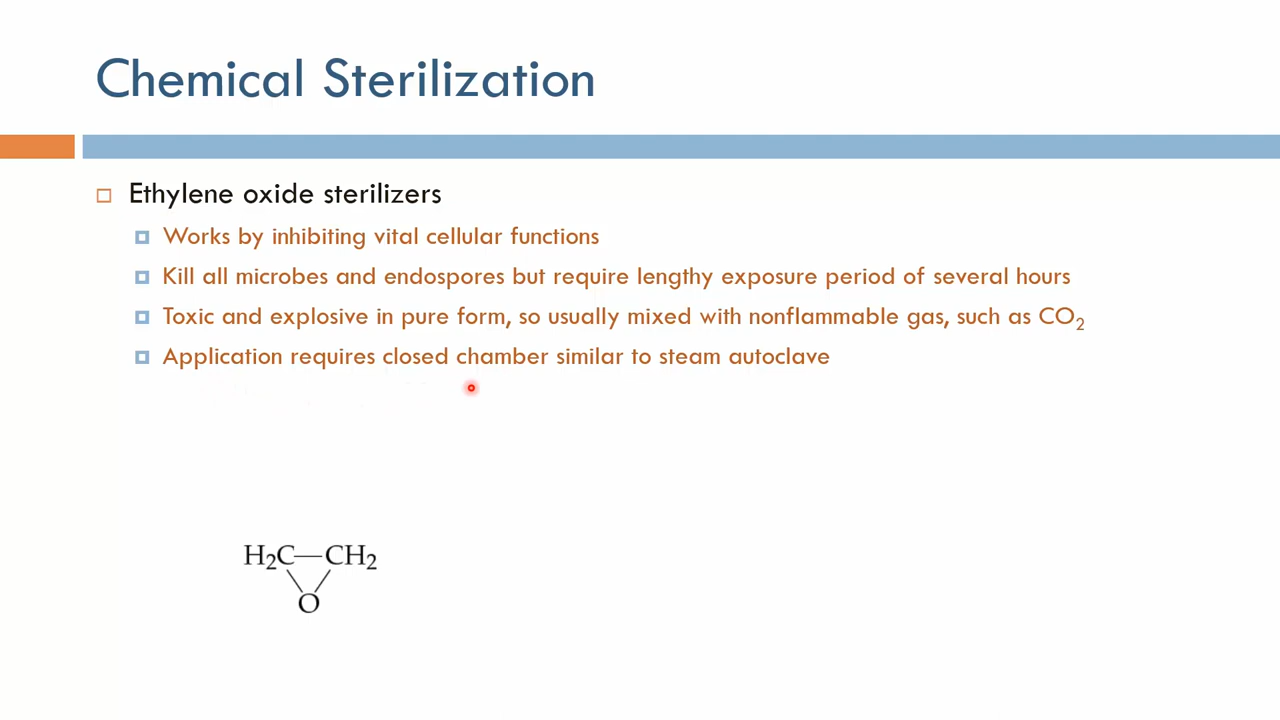 Chemical Sterilization
Ethylene oxide sterilizers
Works by inhibiting vital cellular functions
Kill all microbes and endospores but require lengthy exposure period of several hours
Toxic and explosive in pure form, so usually mixed with nonflammable gas, such as CO₂
Application requires closed chamber similar to steam autoclave
H₂C—CH₂
O